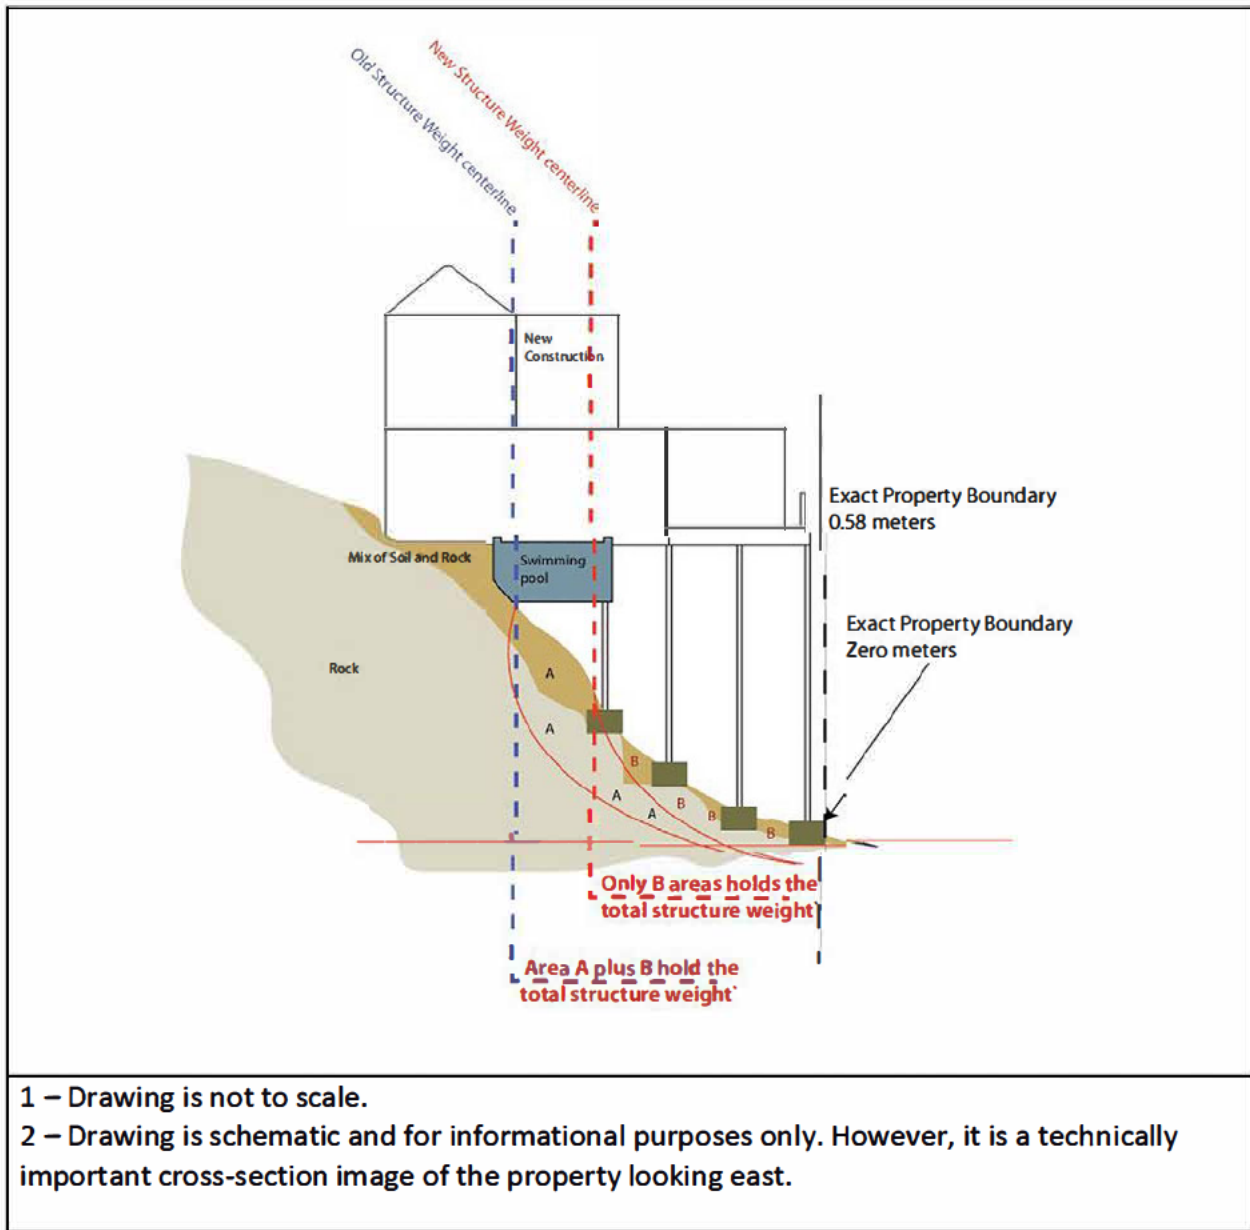 Old Structure Weight centerline
New Structure Weight centerline
New
Construction
Exact Property Boundary
0.58 meters
Mix of Soil and Rock
Swimming
pool
Exact Property Boundary
Zero meters
Rock
A
A
B
A
B
A
B
B
Only B areas holds the
total structure weight`
Area A plus B hold the
total structure weight`
1 – Drawing is not to scale.
2 – Drawing is schematic and for informational purposes only. However, it is a technically
important cross-section image of the property looking east.